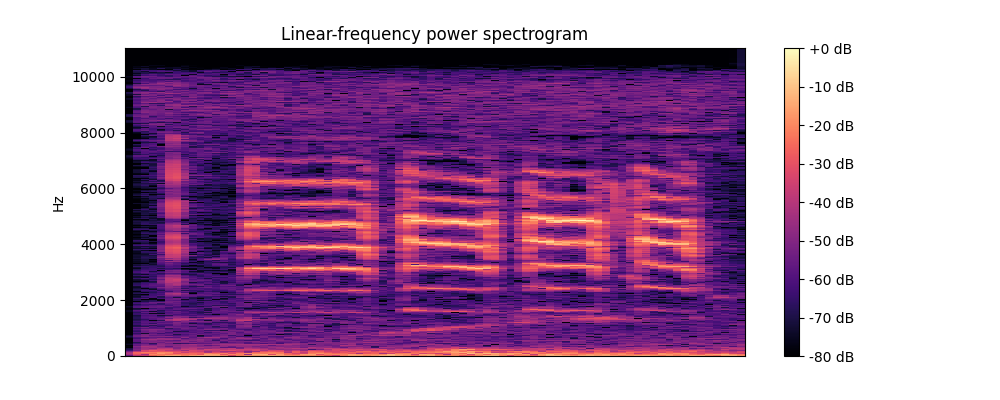 Linear-frequency power spectrogram
Hz
10000
8000
6000
4000
2000
0
+0 dB
-10 dB
-20 dB
-30 dB
-40 dB
-50 dB
-60 dB
-70 dB
-80 dB